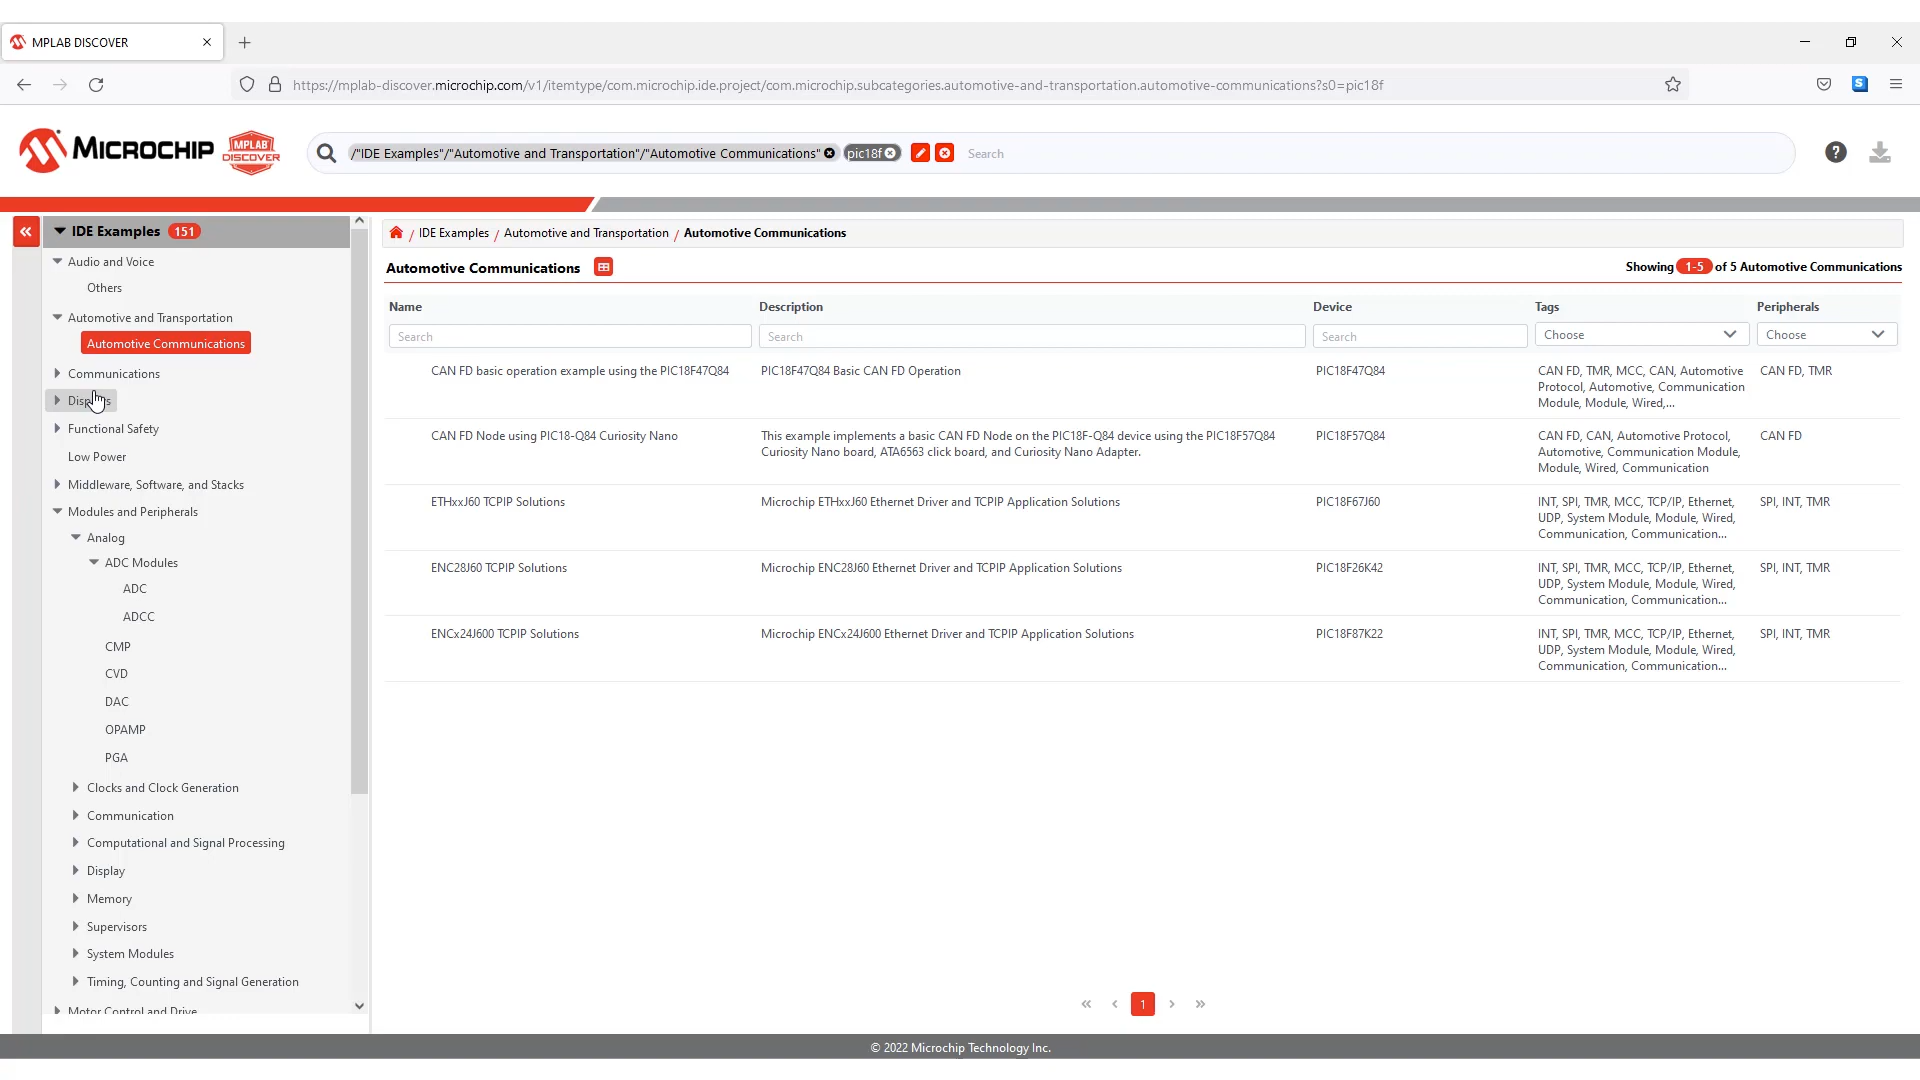 MPLAB DISCOVER
https://mplab-discover.microchip.com/v1/itemtype/com.microchip.ide.project/com.microchip.subcategories.automotive-and-transportation.automotive-communications?s0=pic18f
S
MICROCHIP
MPLAB
DISCOVER
/"IDE Examples"/"Automotive and Transportation"/"Automotive Communications"
pic18f
Search
?
IDE Examples 151
Audio and Voice
Others
Automotive and Transportation
Automotive Communications
Communications
Functional Safety
Low Power
Middleware, Software, and Stacks
Modules and Peripherals
Analog
ADC Modules
ADC
ADCC
CMP
CVD
DAC
OPAMP
PGA
Clocks and Clock Generation
Communication
Computational and Signal Processing
Display
Memory
Supervisors
System Modules
Timing, Counting and Signal Generation
Motor Control and Drive
/ IDE Examples / Automotive and Transportation / Automotive Communications
Automotive Communications
Showing 1-5 of 5 Automotive Communications
Name Description Device Tags Peripherals
Search Search Search Choose Choose
CAN FD basic operation example using the PIC18F47Q84
PIC18F47Q84 Basic CAN FD Operation
PIC18F47Q84
CAN FD, TMR, MCC, CAN, Automotive
Protocol, Automotive, Communication
Module, Module, Wired,...
CAN FD, TMR
CAN FD Node using PIC18-Q84 Curiosity Nano
This example implements a basic CAN FD Node on the PIC18F-Q84 device using the PIC18F57Q84
Curiosity Nano board, ATA6563 click board, and Curiosity Nano Adapter.
PIC18F57Q84
CAN FD, CAN, Automotive Protocol,
Automotive, Communication Module,
Module, Wired, Communication
CAN FD
ETHxxJ60 TCPIP Solutions
Microchip ETHxxJ60 Ethernet Driver and TCPIP Application Solutions
PIC18F67J60
INT, SPI, TMR, MCC, TCP/IP, Ethernet,
UDP, System Module, Module, Wired,
Communication, Communication...
SPI, INT, TMR
ENC28J60 TCPIP Solutions
Microchip ENC28J60 Ethernet Driver and TCPIP Application Solutions
PIC18F26K42
INT, SPI, TMR, MCC, TCP/IP, Ethernet,
UDP, System Module, Module, Wired,
Communication, Communication...
SPI, INT, TMR
ENCx24J600 TCPIP Solutions
Microchip ENCx24J600 Ethernet Driver and TCPIP Application Solutions
PIC18F87K22
INT, SPI, TMR, MCC, TCP/IP, Ethernet,
UDP, System Module, Module, Wired,
Communication, Communication...
SPI, INT, TMR
« ‹ 1 › »
© 2022 Microchip Technology Inc.